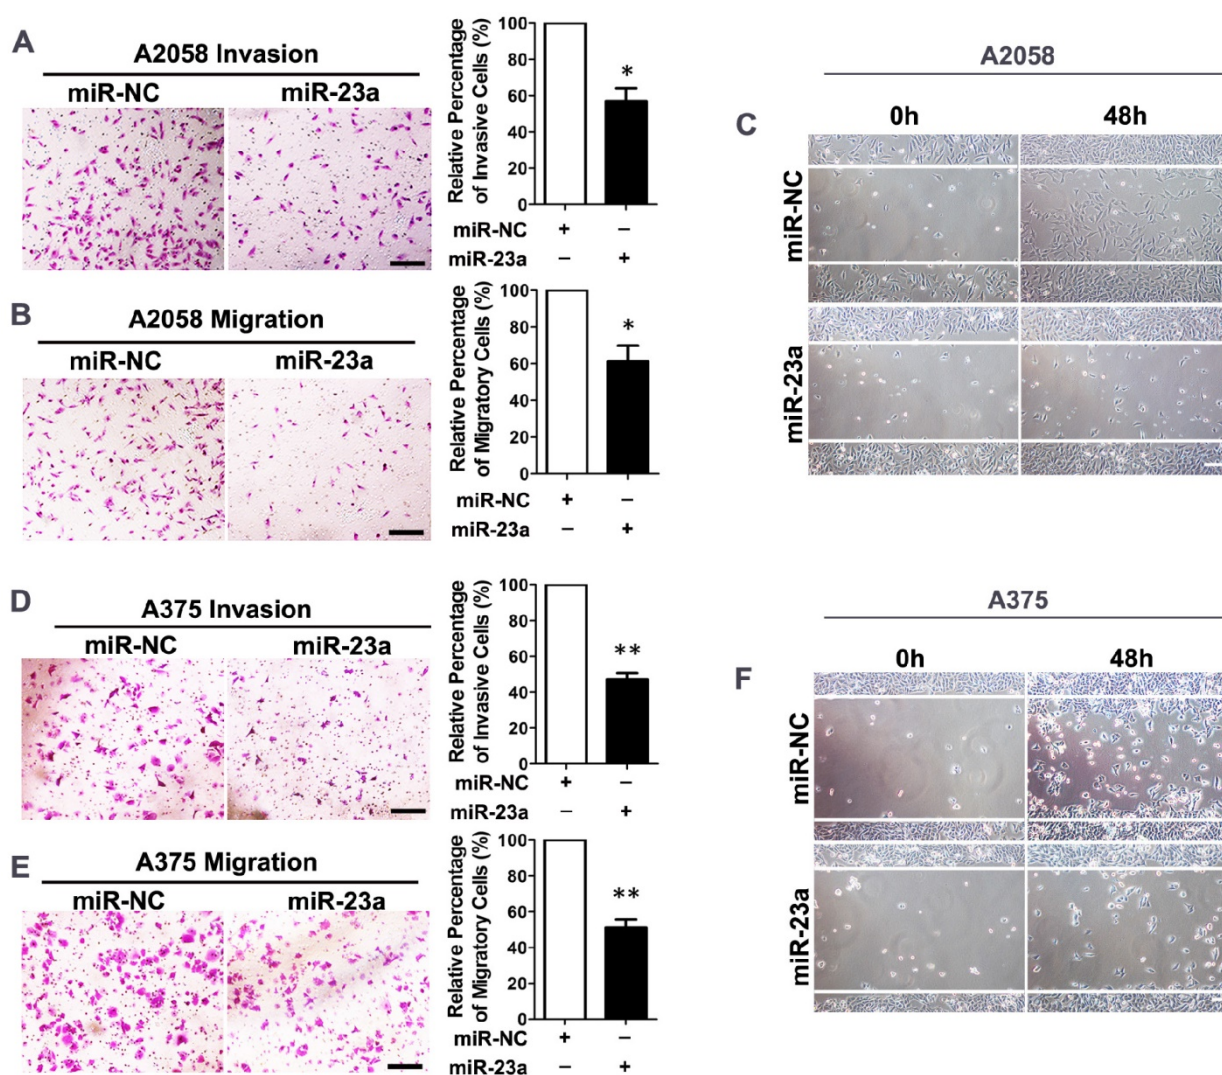 A
A2058 Invasion
miR-NC miR-23a
Relative Percentage
of Invasive Cells (%)
100
80
60
40
20
0
*
miR-NC + –
miR-23a – +
B
A2058 Migration
miR-NC miR-23a
Relative Percentage
of Migratory Cells (%)
100
80
60
40
20
0
*
miR-NC + –
miR-23a – +
C
A2058
0h 48h
miR-NC
miR-23a
D
A375 Invasion
miR-NC miR-23a
Relative Percentage
of Invasive Cells (%)
100
80
60
40
20
0
**
miR-NC + –
miR-23a – +
E
A375 Migration
miR-NC miR-23a
Relative Percentage
of Migratory Cells (%)
100
80
60
40
20
0
**
miR-NC + –
miR-23a – +
F
A375
0h 48h
miR-NC
miR-23a